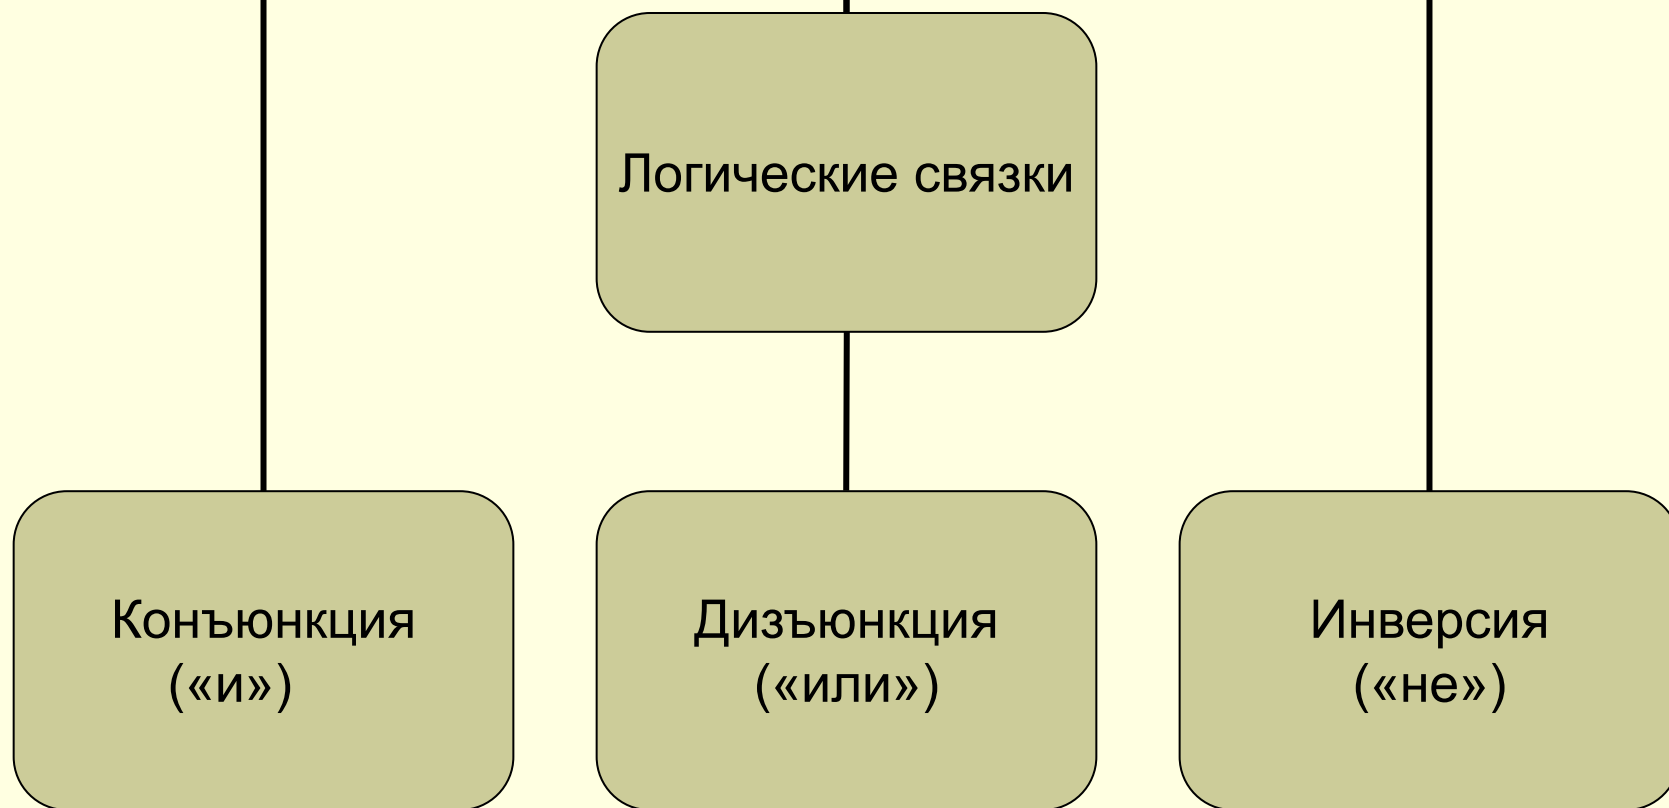 Логические связки
Конъюнкция
(«и»)
Дизъюнкция
(«или»)
Инверсия
(«не»)